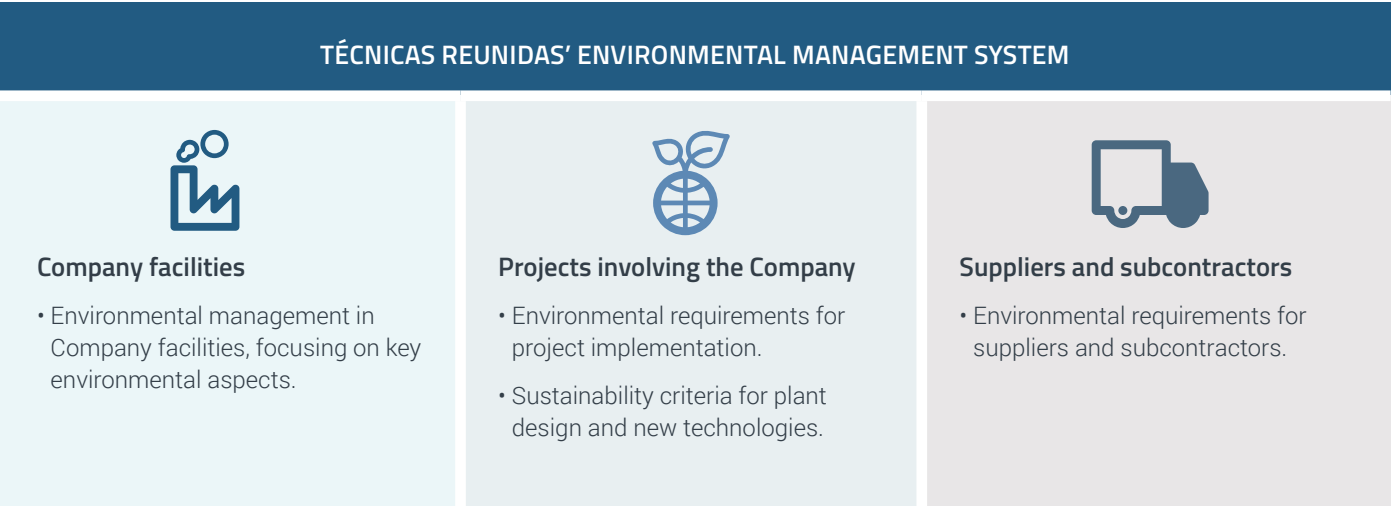 TÉCNICAS REUNIDAS’ ENVIRONMENTAL MANAGEMENT SYSTEM
Company facilities
• Environmental management in
Company facilities, focusing on key
environmental aspects.
Projects involving the Company
• Environmental requirements for
project implementation.
• Sustainability criteria for plant
design and new technologies.
Suppliers and subcontractors
• Environmental requirements for
suppliers and subcontractors.